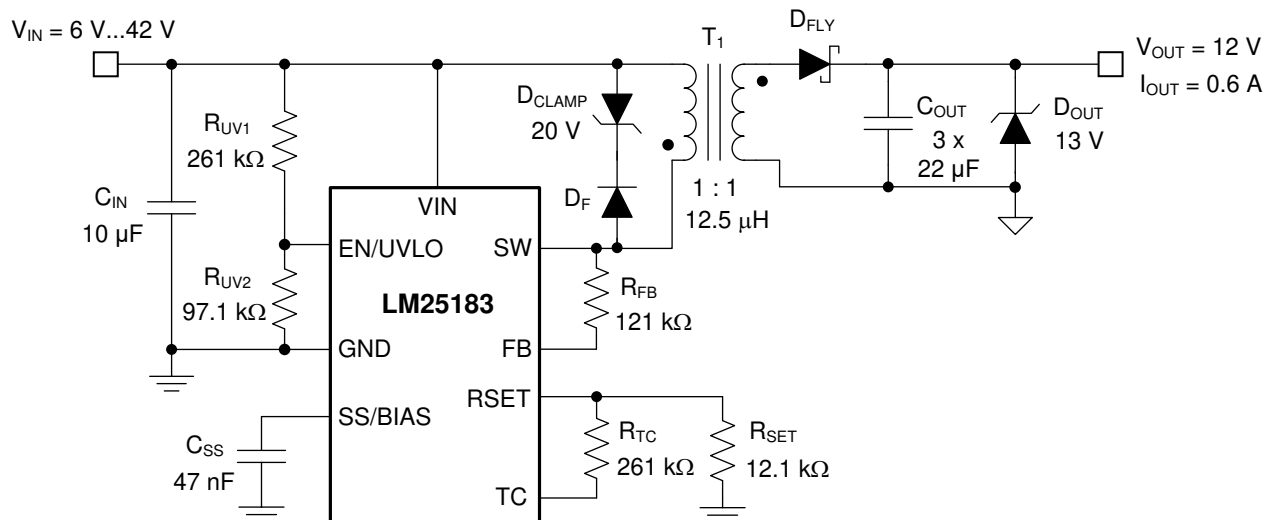 V_IN = 6 V...42 V
T₁
D_FLY
V_OUT = 12 V
I_OUT = 0.6 A
D_CLAMP
20 V
C_OUT
3 x
22 µF
D_OUT
13 V
R_UV1
261 kΩ
D_F
1 : 1
12.5 µH
C_IN
10 µF
VIN
EN/UVLO
SW
R_UV2
97.1 kΩ
LM25183
R_FB
121 kΩ
GND
FB
RSET
SS/BIAS
C_SS
47 nF
R_TC
261 kΩ
R_SET
12.1 kΩ
TC